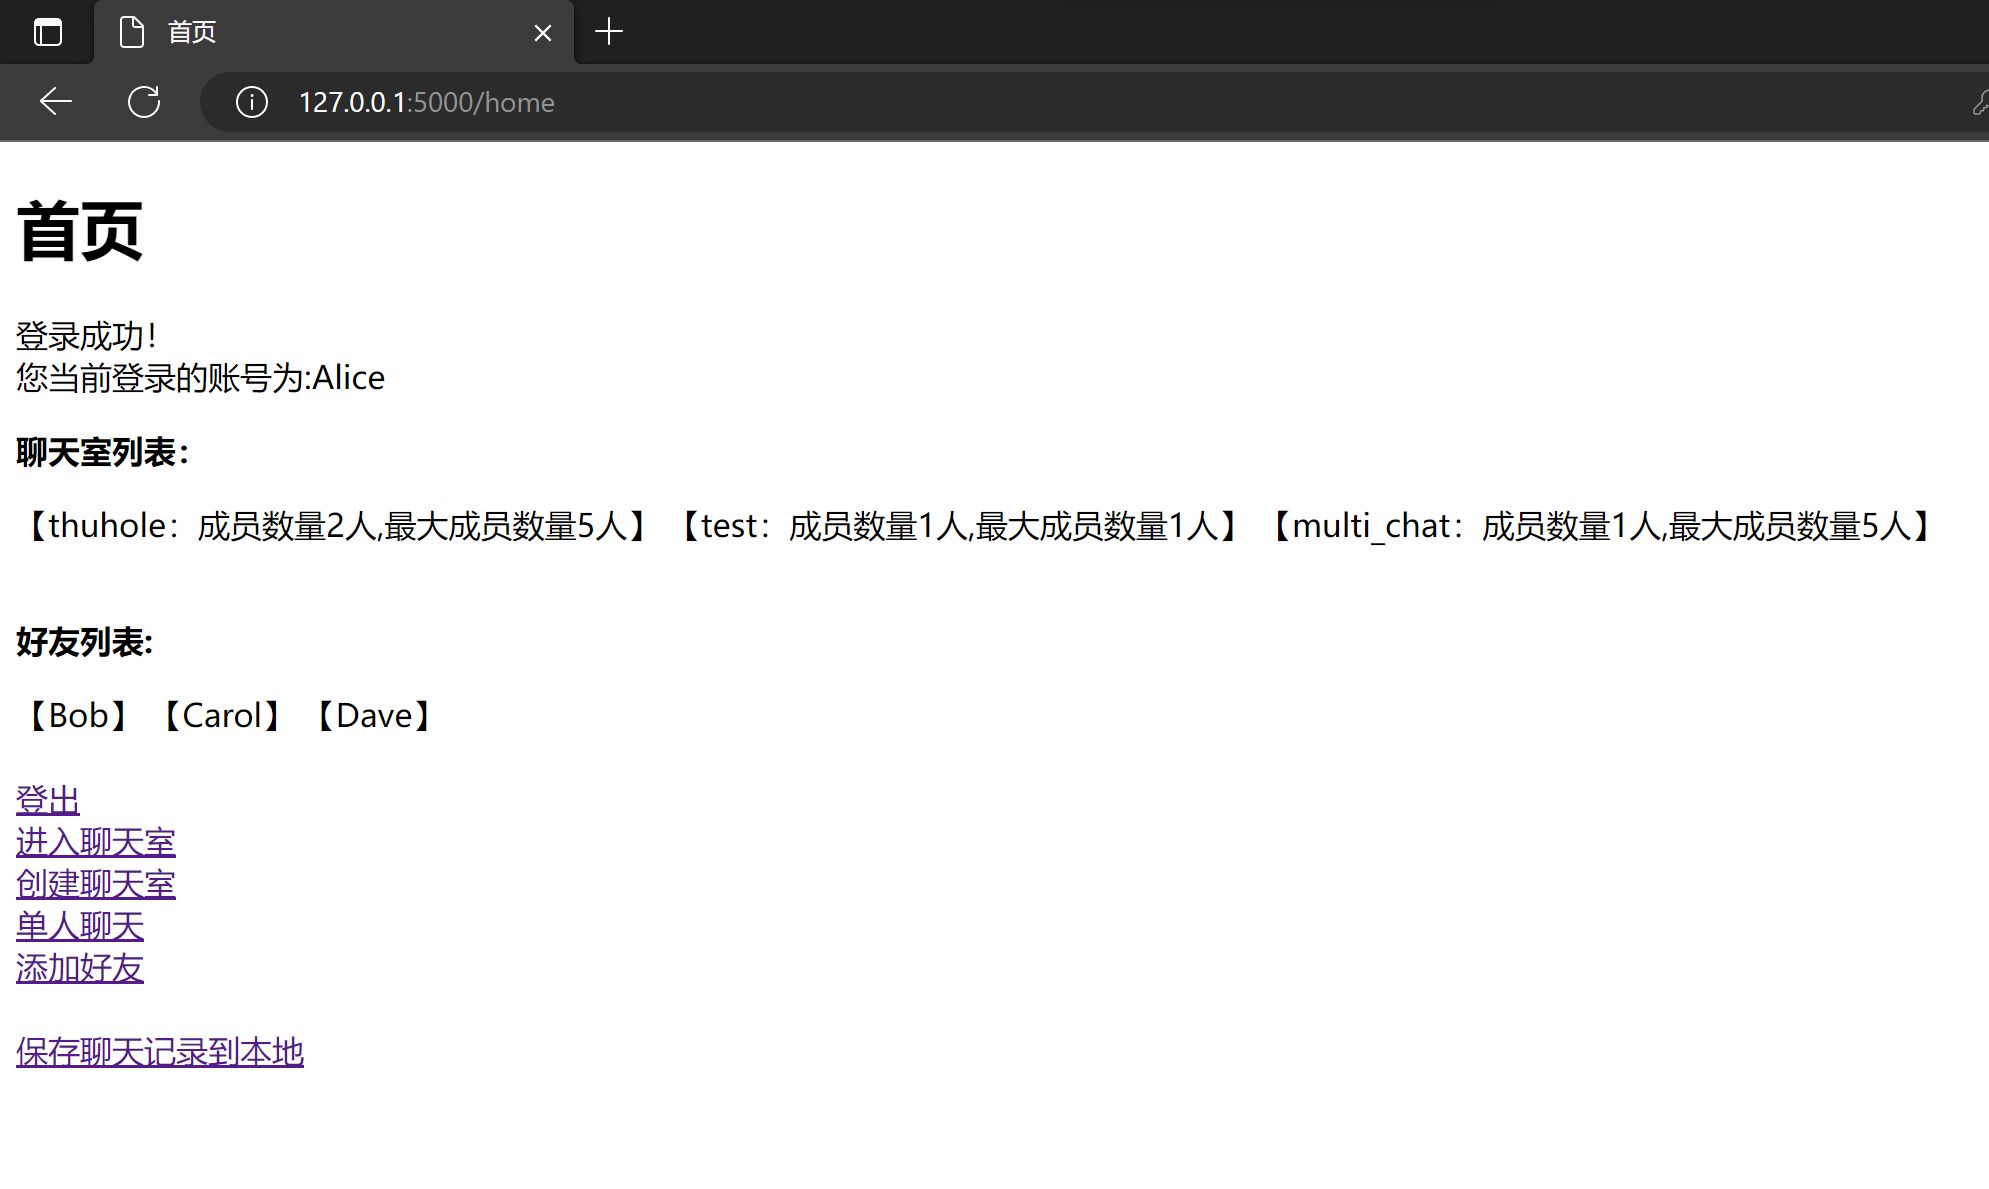 首页
127.0.0.1:5000/home
首页
登录成功！
您当前登录的账号为:Alice
聊天室列表：
【thuhole：成员数量2人,最大成员数量5人】 【test：成员数量1人,最大成员数量1人】 【multi_chat：成员数量1人,最大成员数量5人】
好友列表:
【Bob】 【Carol】 【Dave】
登出
进入聊天室
创建聊天室
单人聊天
添加好友
保存聊天记录到本地